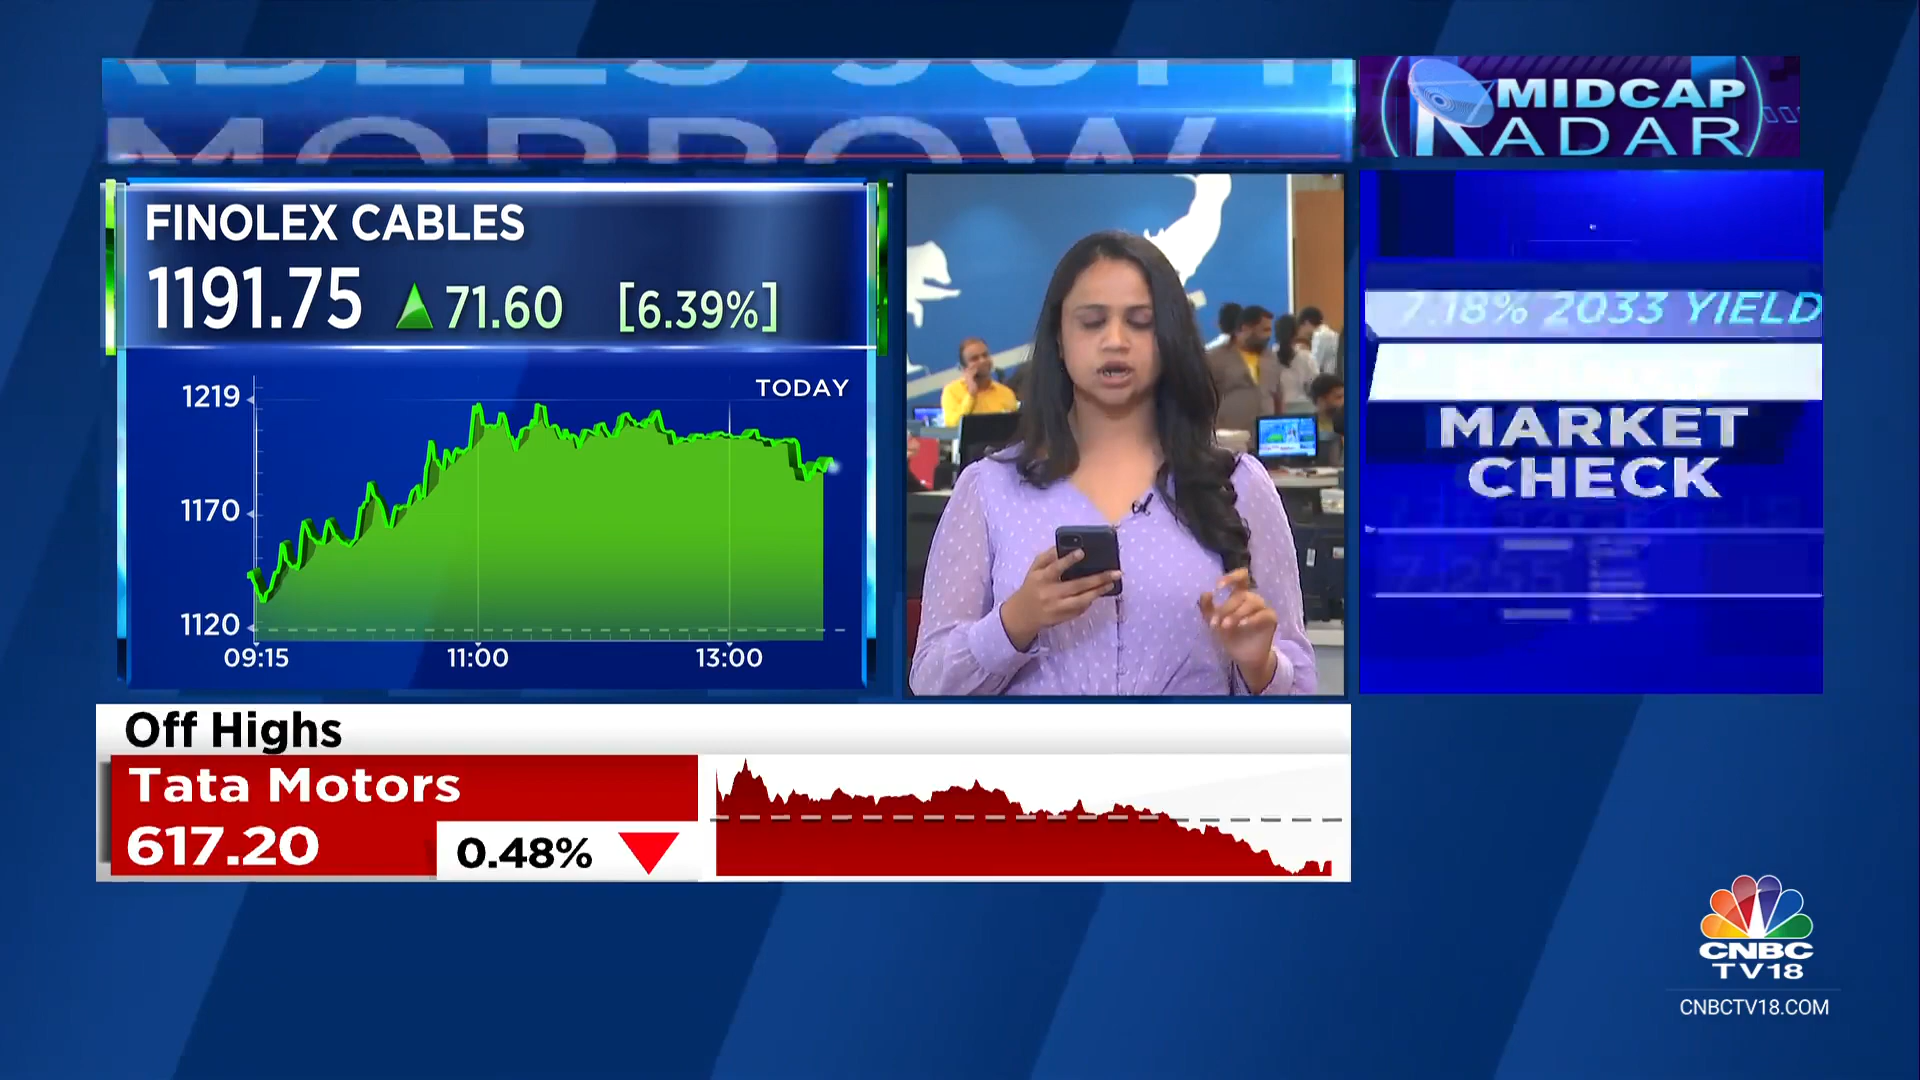 MIDCAP
RADAR
FINOLEX CABLES
1191.75 71.60 [6.39%]
TODAY
1219
1170
1120
09:15 11:00 13:00
7.18% 2033 YIELD
MARKET
CHECK
Off Highs
Tata Motors
617.20
0.48%
CNBC
TV18
CNBCTV18.COM